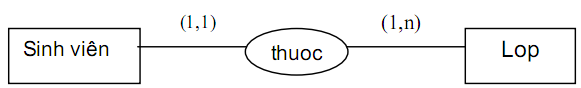 (1,1) (1,n)
Sinh viên thuoc Lop